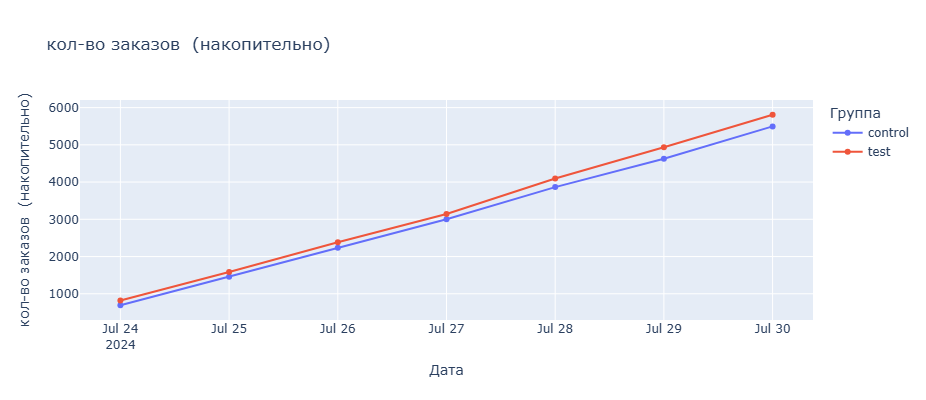 кол-во заказов  (накопительно)
кол-во заказов  (накопительно)
6000
5000
4000
3000
2000
1000
Jul 24
2024
Jul 25
Jul 26
Jul 27
Jul 28
Jul 29
Jul 30
Дата
Группа
control
test